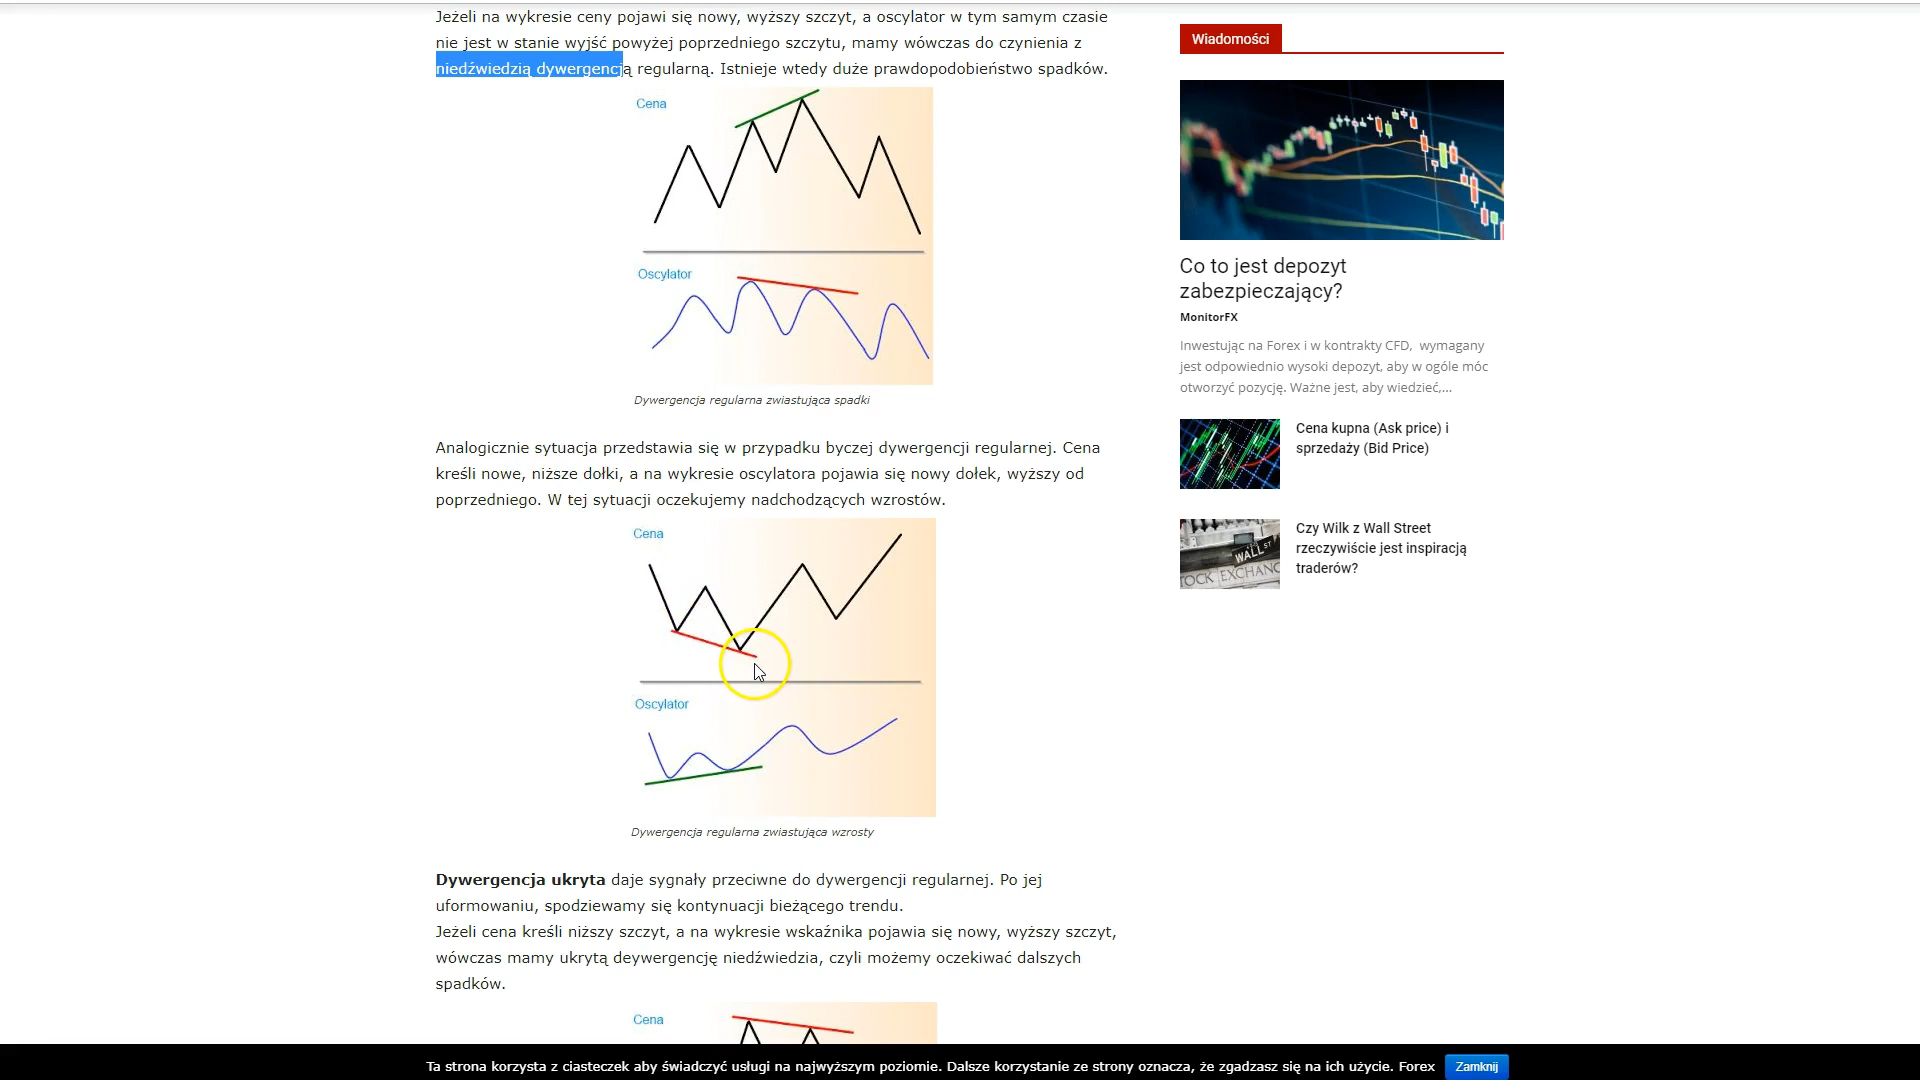 Jeżeli na wykresie ceny pojawi się nowy, wyższy szczyt, a oscylator w tym samym czasie
nie jest w stanie wyjść powyżej poprzedniego szczytu, mamy wówczas do czynienia z
niedźwiedzią dywergencją regularną. Istnieje wtedy duże prawdopodobieństwo spadków.
Cena
Oscylator
Dywergencja regularna zwiastująca spadki
Analogicznie sytuacja przedstawia się w przypadku byczej dywergencji regularnej. Cena
kreśli nowe, niższe dołki, a na wykresie oscylatora pojawia się nowy dołek, wyższy od
poprzedniego. W tej sytuacji oczekujemy nadchodzących wzrostów.
Cena
Oscylator
Dywergencja regularna zwiastująca wzrosty
Dywergencja ukryta daje sygnały przeciwne do dywergencji regularnej. Po jej
uformowaniu, spodziewamy się kontynuacji bieżącego trendu.
Jeżeli cena kreśli niższy szczyt, a na wykresie wskaźnika pojawia się nowy, wyższy szczyt,
wówczas mamy ukrytą deywergencję niedźwiedzia, czyli możemy oczekiwać dalszych
spadków.
Cena
Wiadomości
Co to jest depozyt
zabezpieczający?
MonitorFX
Inwestując na Forex i w kontrakty CFD, wymagany
jest odpowiednio wysoki depozyt, aby w ogóle móc
otworzyć pozycję. Ważne jest, aby wiedzieć,...
Cena kupna (Ask price) i
sprzedaży (Bid Price)
WALL ST
STOCK EXCHANG
Czy Wilk z Wall Street
rzeczywiście jest inspiracją
traderów?
Ta strona korzysta z ciasteczek aby świadczyć usługi na najwyższym poziomie. Dalsze korzystanie ze strony oznacza, że zgadzasz się na ich użycie. Forex
Zamknij